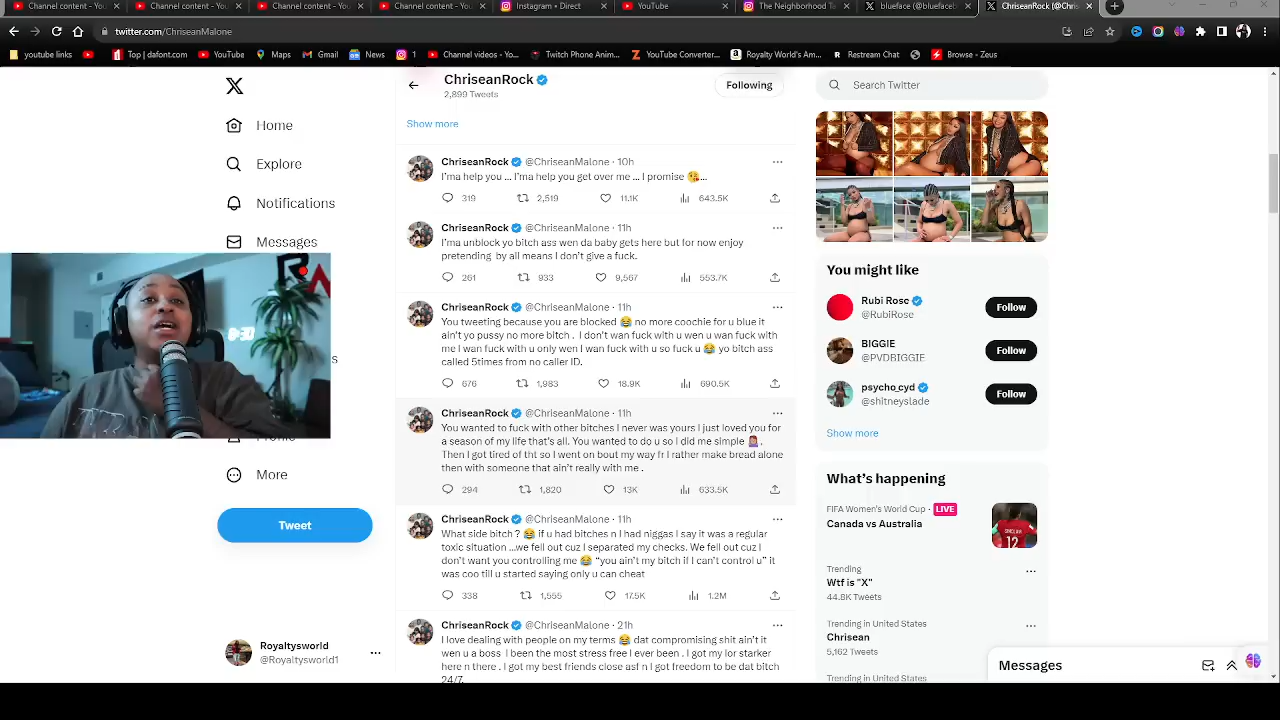 Channel content - You
Channel content - You
Channel content - You
Channel content - You
Instagram • Direct
YouTube
The Neighborhood To
blueface (@blueface
ChriseanRock (@Chris
twitter.com/ChriseanMalone
youtube links
Top | dafont.com
YouTube
Maps
Gmail
News
1
Channel videos - Yo...
Twitch Phone Anim...
YouTube Converter...
Royalty World's Am...
Restream Chat
Browse - Zeus
Home
Explore
Notifications
Messages
More
Tweet
Royaltysworld
@Royaltysworld1
ChriseanRock
2,899 Tweets
Following
Show more
ChriseanRock @ChriseanMalone · 10h
I'ma help you ... I'ma help you get over me ... I promise 😘...
319 2,519 11.1K 643.5K
ChriseanRock @ChriseanMalone · 11h
I'ma unblock yo bitch ass wen da baby gets here but for now enjoy
pretending by all means I don't give a fuck.
261 933 9,567 553.7K
ChriseanRock @ChriseanMalone · 11h
You tweeting because you are blocked 😂 no more coochie for u blue it
ain't yo pussy no more bitch . I don't wan fuck with u wen u wan fuck with
me I wan fuck with u only wen I wan fuck with u so fuck u 😂 yo bitch ass
called 5times from no caller ID.
676 1,983 18.9K 690.5K
ChriseanRock @ChriseanMalone · 11h
You wanted to fuck with other bitches I never was yours I just loved you for
a season of my life that's all. You wanted to do u so I did me simple 🤷🏽‍♀️.
Then I got tired of tht so I went on bout my way fr I rather make bread alone
then with someone that ain't really with me .
294 1,820 13K 633.5K
ChriseanRock @ChriseanMalone · 11h
What side bitch ? 😂 if u had bitches n I had niggas I say it was a regular
toxic situation ...we fell out cuz I separated my checks. We fell out cuz I
don't want you controlling me 😂 "you ain't my bitch if I can't control u" it
was coo till u started saying only u can cheat
338 1,555 17.5K 1.2M
ChriseanRock @ChriseanMalone · 21h
I love dealing with people on my terms 😂 dat compromising shit ain't it
wen u a boss I been the most stress free I ever been . I got my lor starker
here n there . I got my best friends close asf n I got freedom to be dat bitch
24/7.
Search Twitter
You might like
Rubi Rose
@RubiRose
Follow
BIGGIE
@PVDBIGGIE
Follow
psycho_cyd
@shitneyslade
Follow
Show more
What's happening
FIFA Women's World Cup · LIVE
Canada vs Australia
Trending
Wtf is "X"
44.8K Tweets
Trending in United States
Chrisean
5,162 Tweets
Trending in United States
Messages